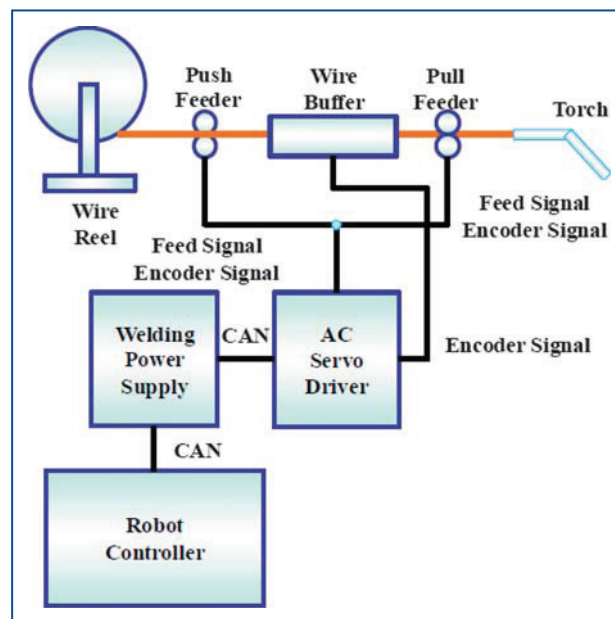 Push
Feeder
Wire
Buffer
Pull
Feeder
Torch
Wire
Reel
Feed Signal
Encoder Signal
Feed Signal
Encoder Signal
Welding
Power
Supply
CAN
AC
Servo
Driver
Encoder Signal
CAN
Robot
Controller